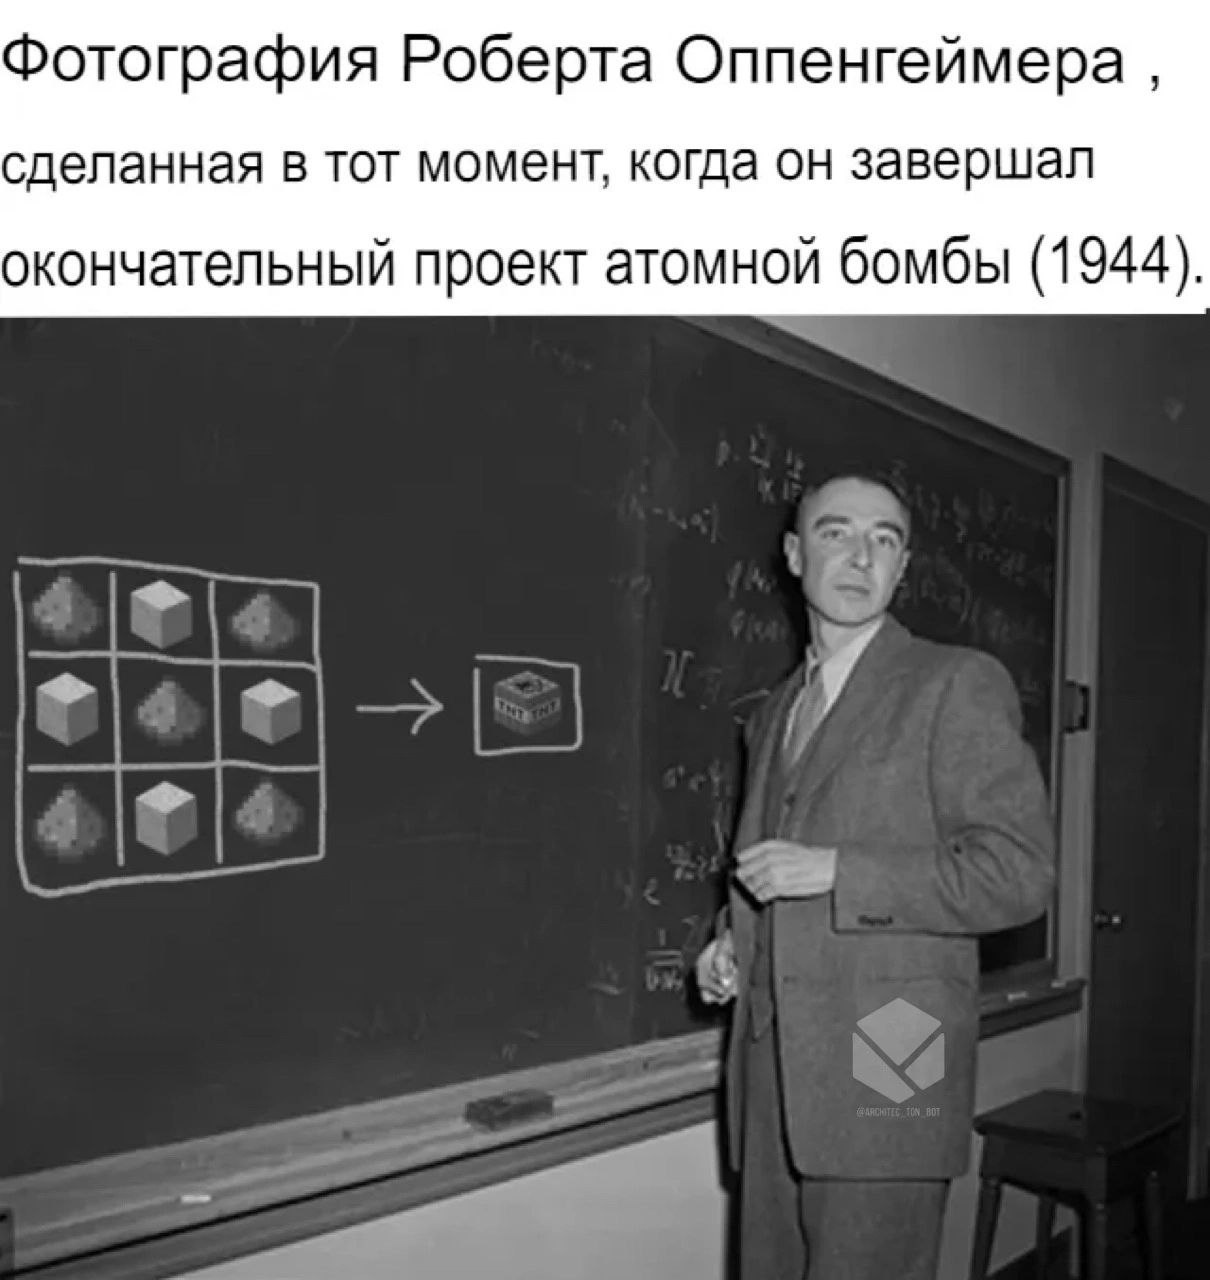 Фотография Роберта Оппенгеймера ,
сделанная в тот момент, когда он завершал
окончательный проект атомной бомбы (1944).
TNT TNT
@ARCHITEC_TON_BOT